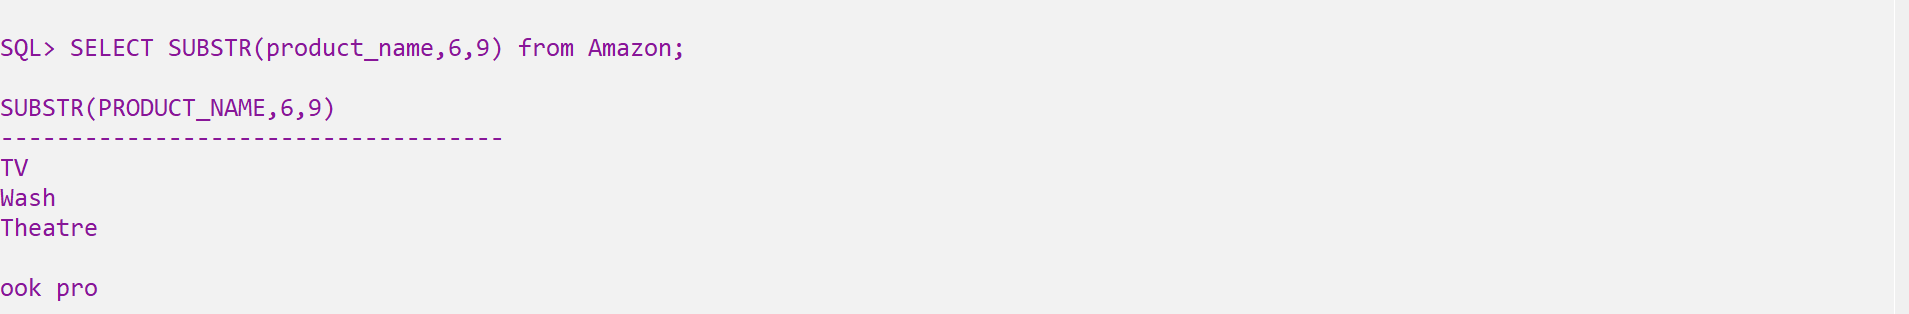 SQL> SELECT SUBSTR(product_name,6,9) from Amazon;
SUBSTR(PRODUCT_NAME,6,9)
------------------------------------
TV
Wash
Theatre
ook pro